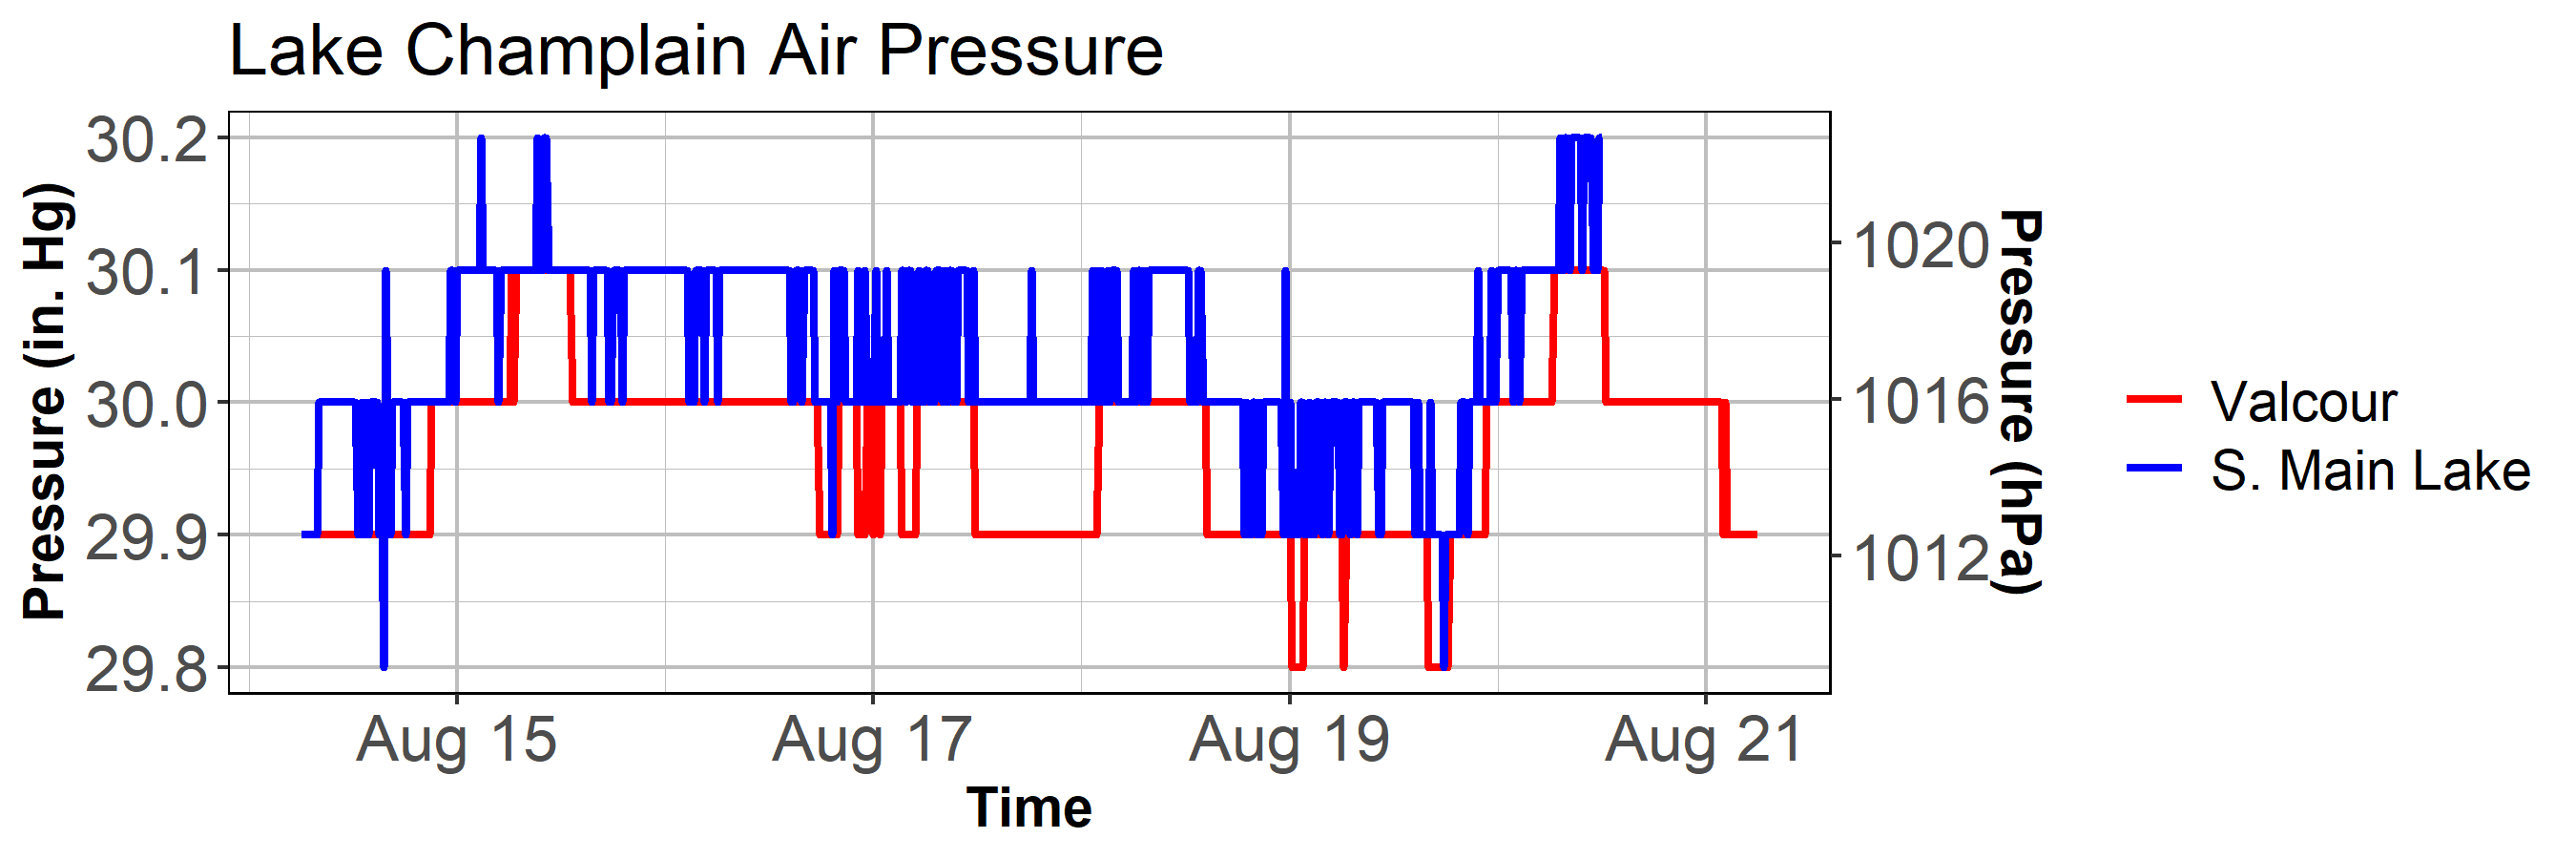 Lake Champlain Air Pressure
Pressure (in. Hg)
30.2
30.1
30.0
29.9
29.8
Aug 15 Aug 17 Aug 19 Aug 21
Time
1020
1016
1012
Pressure (hPa)
Valcour
S. Main Lake